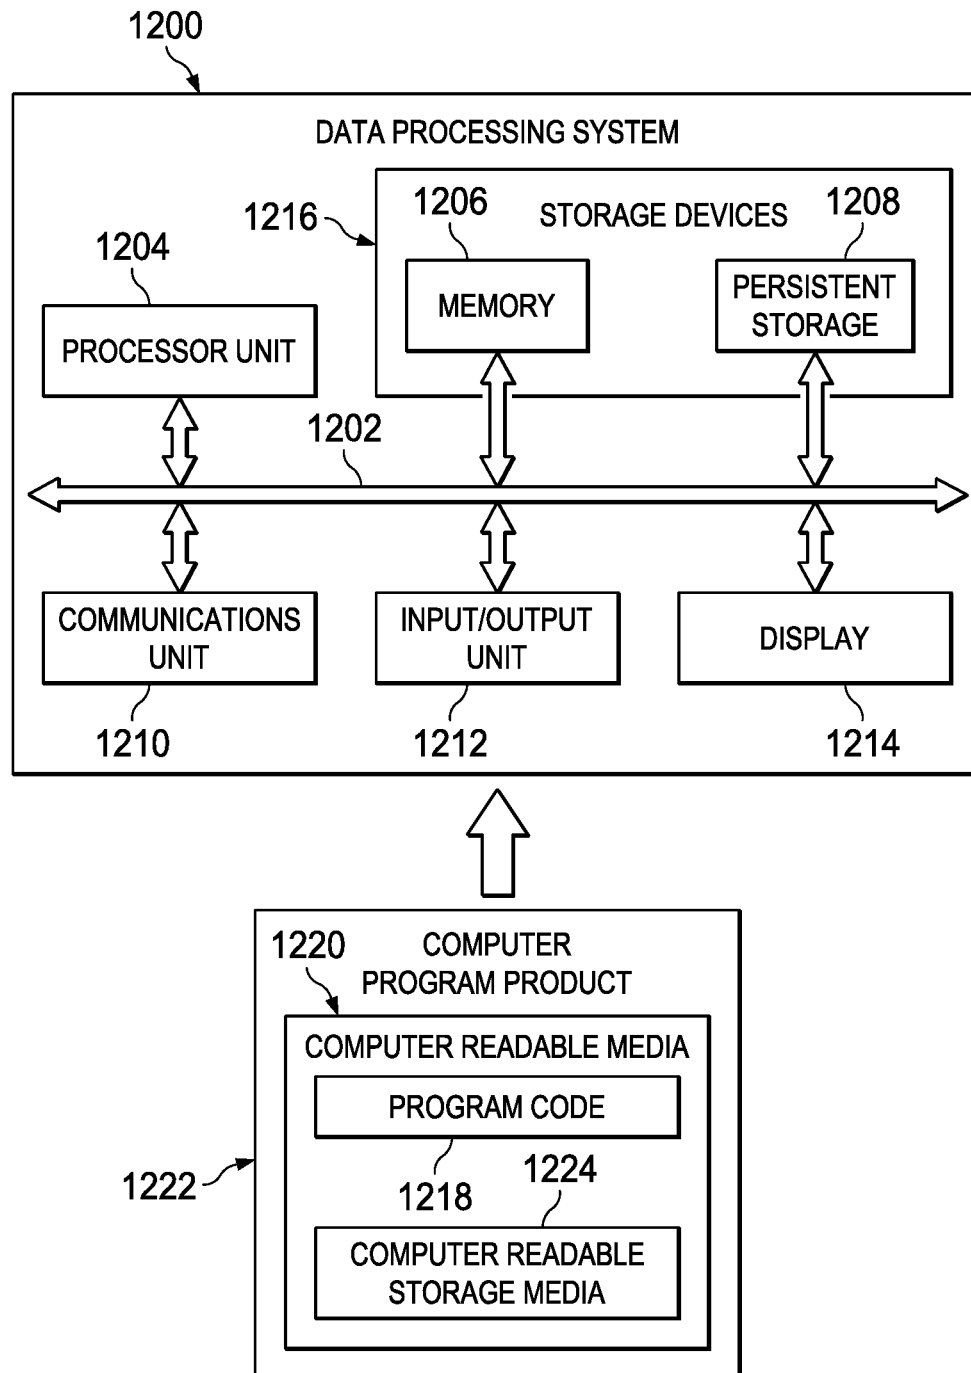 1200
DATA PROCESSING SYSTEM
1216
1206
STORAGE DEVICES
1208
1204
MEMORY
PERSISTENT
STORAGE
PROCESSOR UNIT
1202
COMMUNICATIONS
UNIT
INPUT/OUTPUT
UNIT
DISPLAY
1210
1212
1214
1220
COMPUTER
PROGRAM PRODUCT
COMPUTER READABLE MEDIA
PROGRAM CODE
1222
1218
1224
COMPUTER READABLE
STORAGE MEDIA